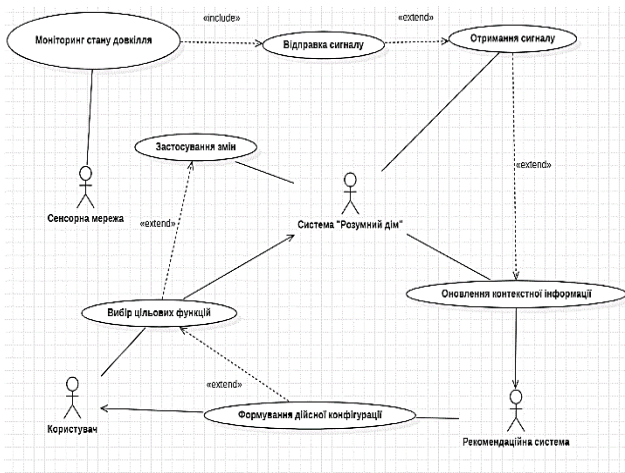 «include»
«extend»
Моніторинг стану довкілля
Відправка сигналу
Отримання сигналу
Застосування змін
«extend»
Сенсорна мережа
«extend»
Система "Розумний дім"
Вибір цільових функцій
Оновлення контекстної інформації
«extend»
Формування дійсної конфігурації
Користувач
Рекомендаційна система